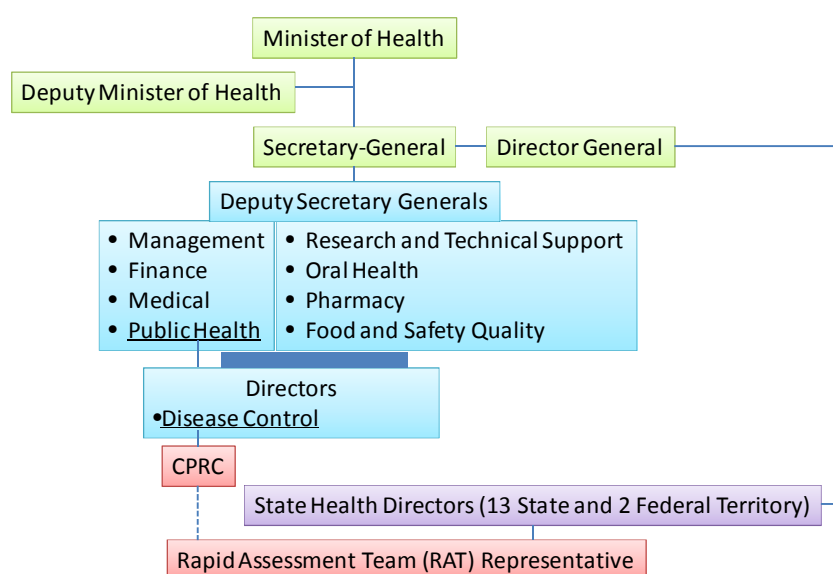 Minister of Health
Deputy Minister of Health
Secretary-General
Director General
Deputy Secretary Generals
• Management
• Finance
• Medical
• Public Health
• Research and Technical Support
• Oral Health
• Pharmacy
• Food and Safety Quality
Directors
•Disease Control
CPRC
State Health Directors (13 State and 2 Federal Territory)
Rapid Assessment Team (RAT) Representative